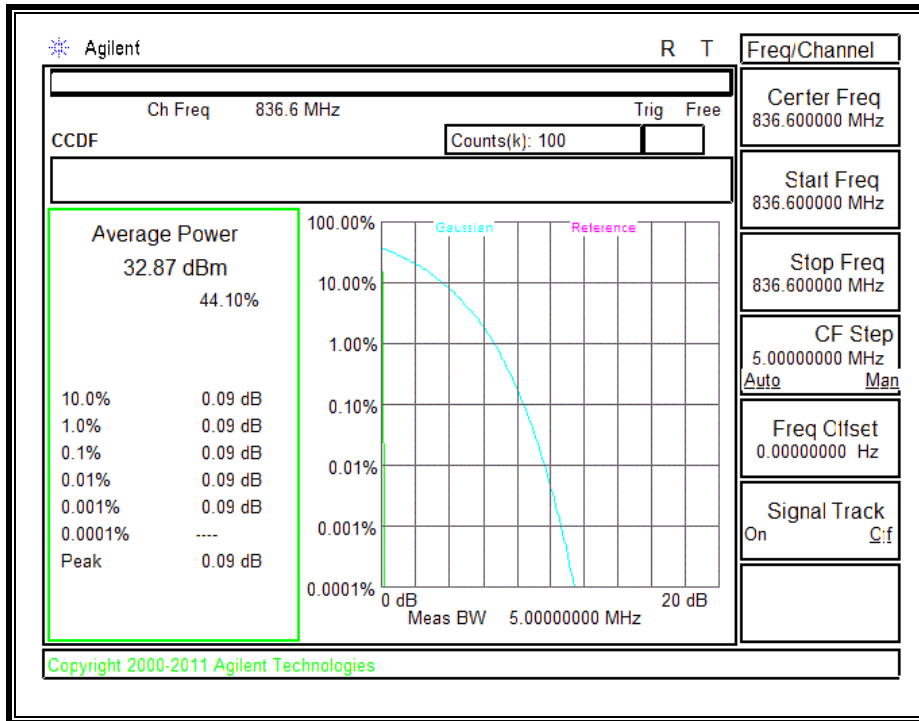 Agilent
R T
Freq/Channel
Ch Freq 836.6 MHz
Trig Free
CCDF
Counts(k): 100
Average Power
32.87 dBm
44.10%
10.0% 0.09 dB
1.0% 0.09 dB
0.1% 0.09 dB
0.01% 0.09 dB
0.001% 0.09 dB
0.0001% ----
Peak 0.09 dB
Gaussian
Reference
100.00%
10.00%
1.00%
0.10%
0.01%
0.001%
0.0001%
0 dB
20 dB
Meas BW 5.00000000 MHz
Center Freq
836.600000 MHz
Start Freq
836.600000 MHz
Stop Freq
836.600000 MHz
CF Step
5.00000000 MHz
Auto Man
Freq Offset
0.00000000 Hz
Signal Track
On Off
Copyright 2000-2011 Agilent Technologies